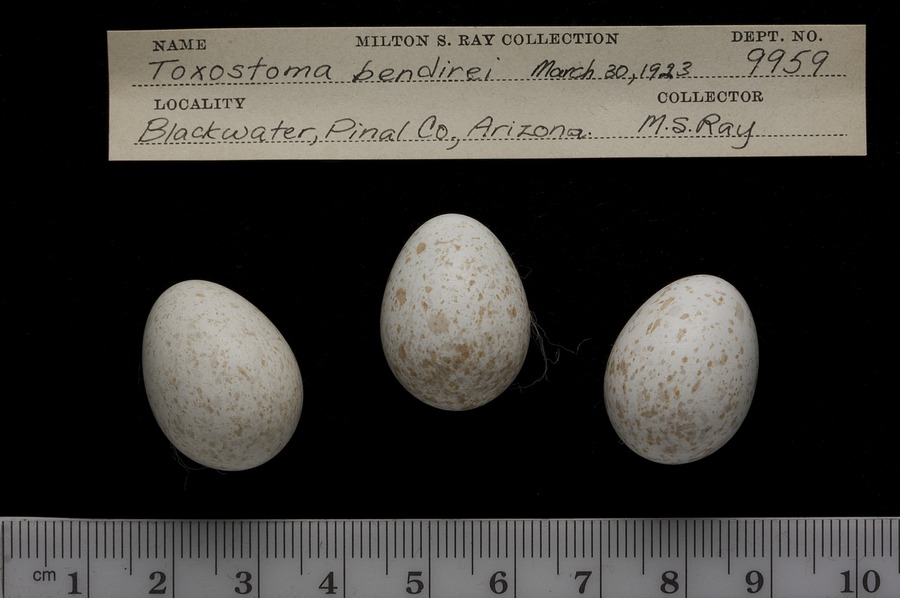 NAME MILTON S. RAY COLLECTION DEPT. NO.
Toxostoma bendirei March 30, 1923 9959
LOCALITY COLLECTOR
Blackwater, Pinal Co., Arizona. M.S. Ray
cm 1 2 3 4 5 6 7 8 9 10